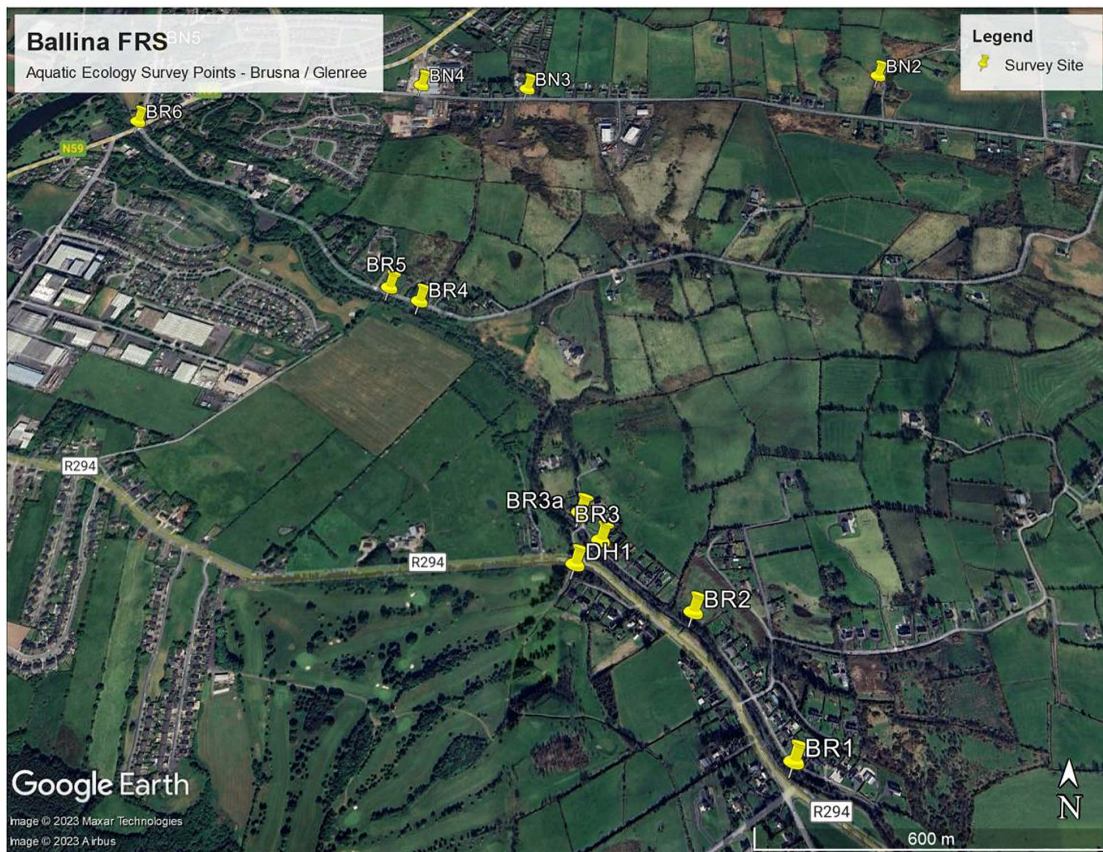 Ballina FRS
Aquatic Ecology Survey Points - Brusna / Glenree
Legend
Survey Site
BN5
BN4
BN3
BN2
BR6
N59
BR5
BR4
R294
BR3a
BR3
DH1
R294
BR2
BR1
R294
Google Earth
Image © 2023 Maxar Technologies
Image © 2023 Airbus
N
600 m